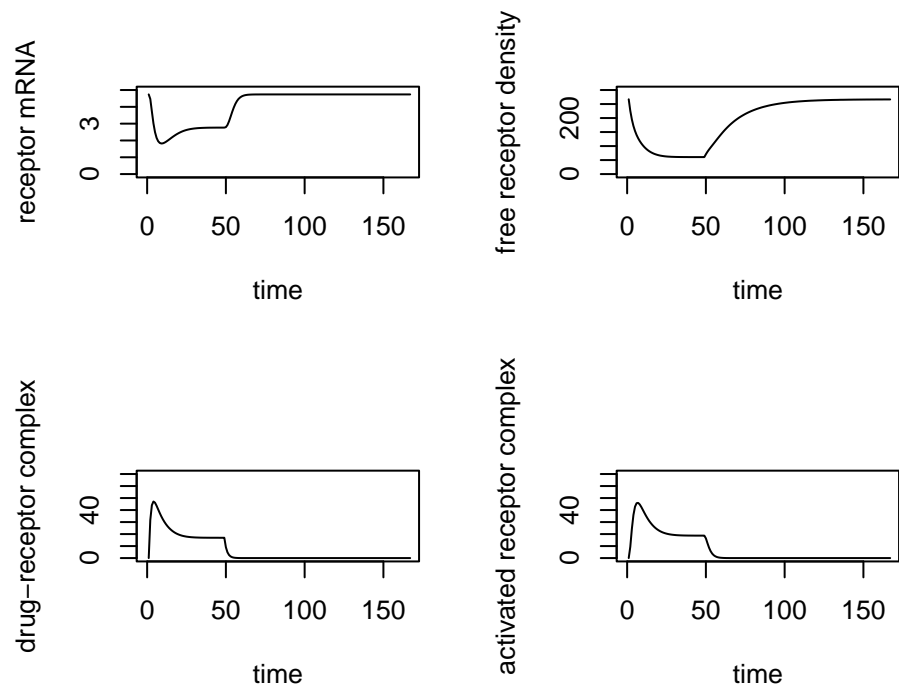 receptor mRNA
0 3
0 50 100 150
time
free receptor density
0 200
0 50 100 150
time
drug−receptor complex
0 40
0 50 100 150
time
activated receptor complex
0 40
0 50 100 150
time